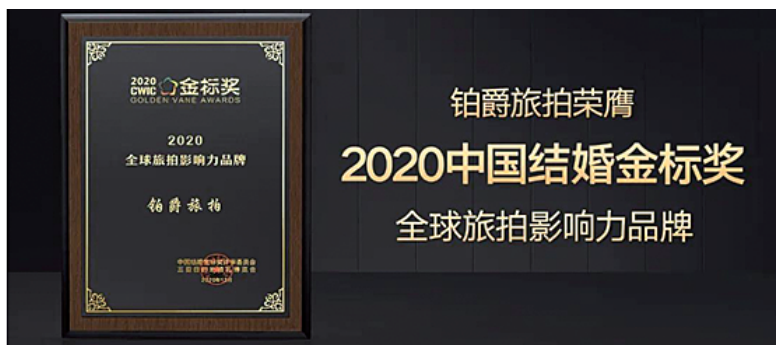 2020
CWIC
金标奖
GOLDEN VANE AWARDS
2020
全球旅拍影响力品牌
铂爵旅拍
铂爵旅拍荣膺
2020中国结婚金标奖
全球旅拍影响力品牌